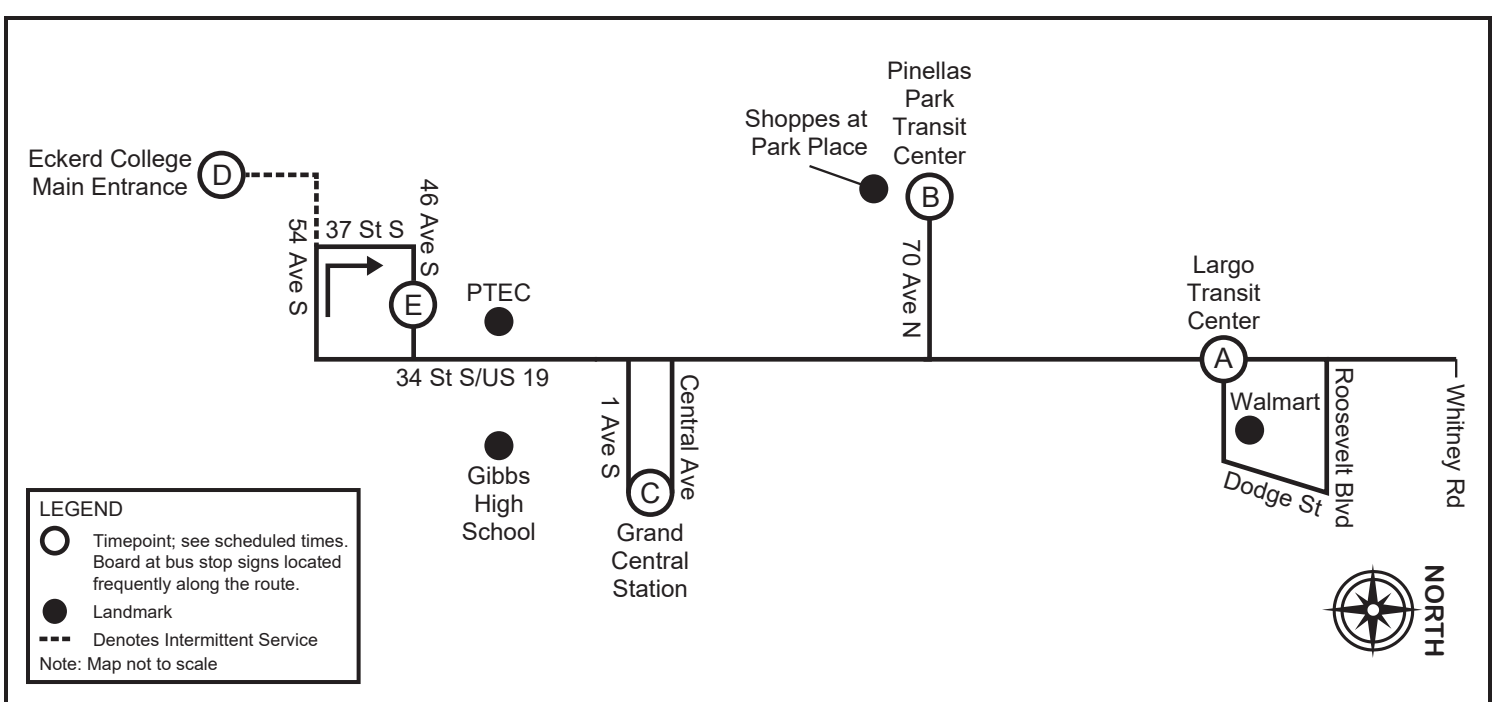 Pinellas
Park
Transit
Center
Shoppes at
Park Place
Eckerd College
Main Entrance
D
B
46 Ave S
37 St S
54 Ave S
70 Ave N
E
PTEC
Largo
Transit
Center
A
34 St S/US 19
1 Ave S
Central Ave
Walmart
Roosevelt Blvd
Whitney Rd
Dodge St
Gibbs
High
School
C
Grand
Central
Station
LEGEND
Timepoint; see scheduled times.
Board at bus stop signs located
frequently along the route.
Landmark
Denotes Intermittent Service
Note: Map not to scale
NORTH